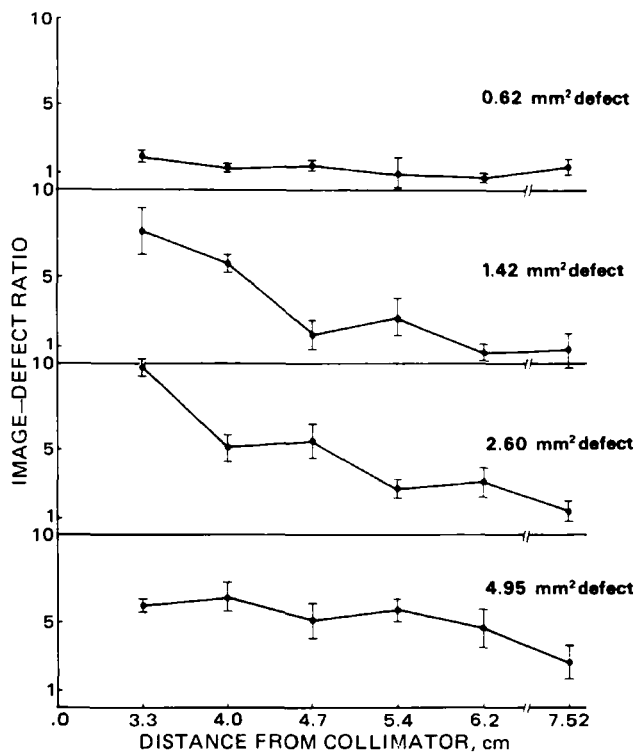 10
5
0.62 mm² defect
1
10
5
1.42 mm² defect
1
10
5
2.60 mm² defect
1
10
5
4.95 mm² defect
1
IMAGE–DEFECT RATIO
.0 3.3 4.0 4.7 5.4 6.2 7.52
DISTANCE FROM COLLIMATOR, cm